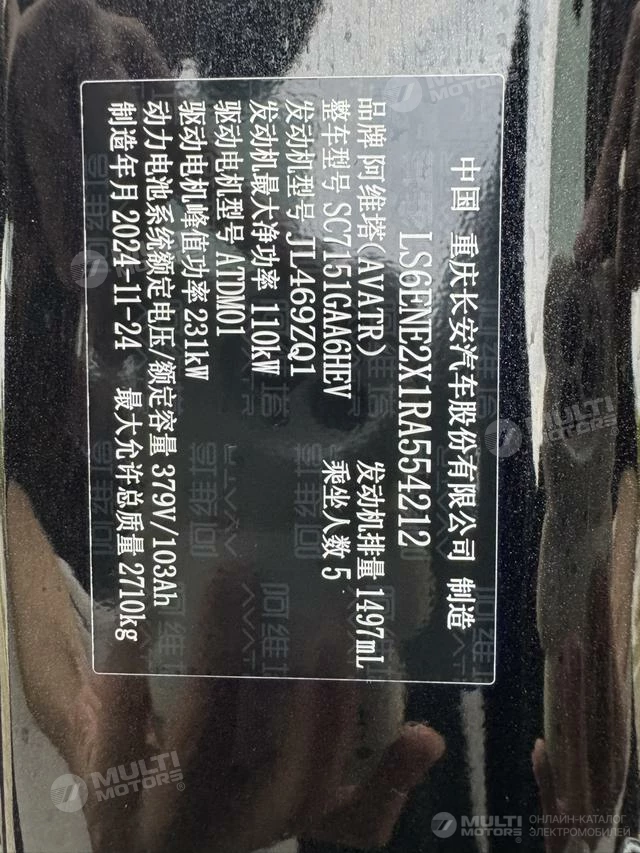 中国 重庆长安汽车股份有限公司 制造
LS6ENE2X1RA554212
品牌 阿维塔(AVATR) 发动机排量 1497mL
整车型号 SC7151GAA6HEV 乘坐人数 5
发动机型号 JL469ZQ1
发动机最大净功率 110kW
驱动电机型号 ATDM01
驱动电机峰值功率 231kW
动力电池系统额定电压/额定容量 379V/103Ah
制造年月 2024-11-24 最大允许总质量 2710kg
MULTI MOTORS
MULTI MOTORS
MULTI MOTORS
ОНЛАЙН-КАТАЛОГ
ЭЛЕКТРОМОБИЛЕЙ